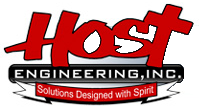 HOST
ENGINEERING, INC.
Solutions Designed with Spirit